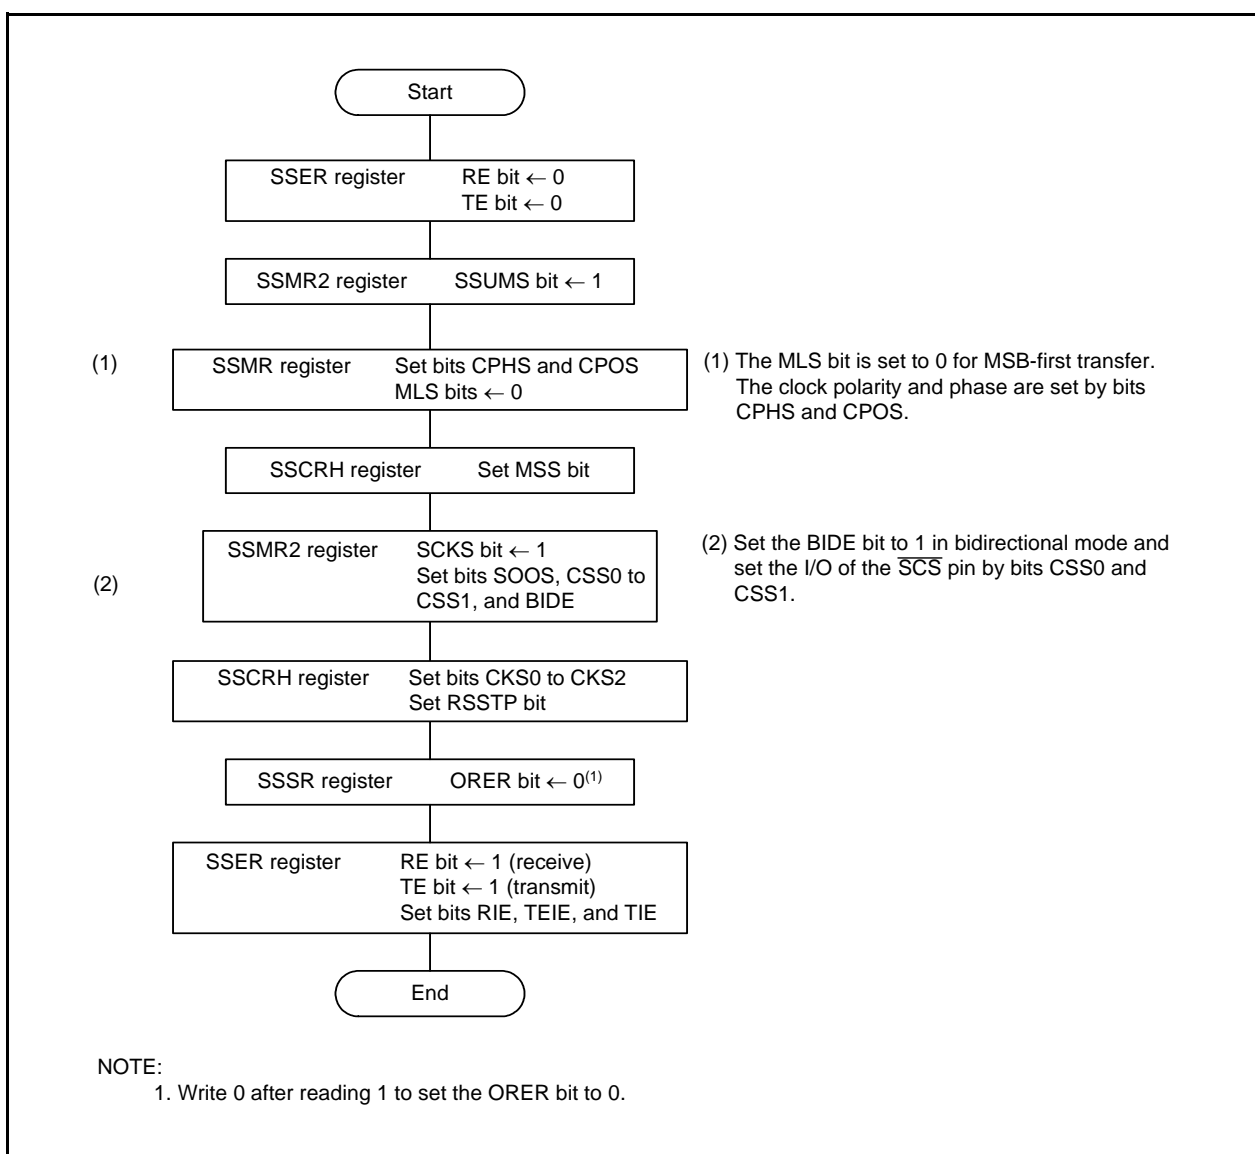 Start
SSER register RE bit ← 0
TE bit ← 0
SSMR2 register SSUMS bit ← 1
(1) SSMR register Set bits CPHS and CPOS
MLS bits ← 0
(1) The MLS bit is set to 0 for MSB-first transfer.
The clock polarity and phase are set by bits
CPHS and CPOS.
SSCRH register Set MSS bit
(2) SSMR2 register SCKS bit ← 1
Set bits SOOS, CSS0 to
CSS1, and BIDE
(2) Set the BIDE bit to 1 in bidirectional mode and
set the I/O of the S̅C̅S̅ pin by bits CSS0 and
CSS1.
SSCRH register Set bits CKS0 to CKS2
Set RSSTP bit
SSSR register ORER bit ← 0(1)
SSER register RE bit ← 1 (receive)
TE bit ← 1 (transmit)
Set bits RIE, TEIE, and TIE
End
NOTE:
1. Write 0 after reading 1 to set the ORER bit to 0.